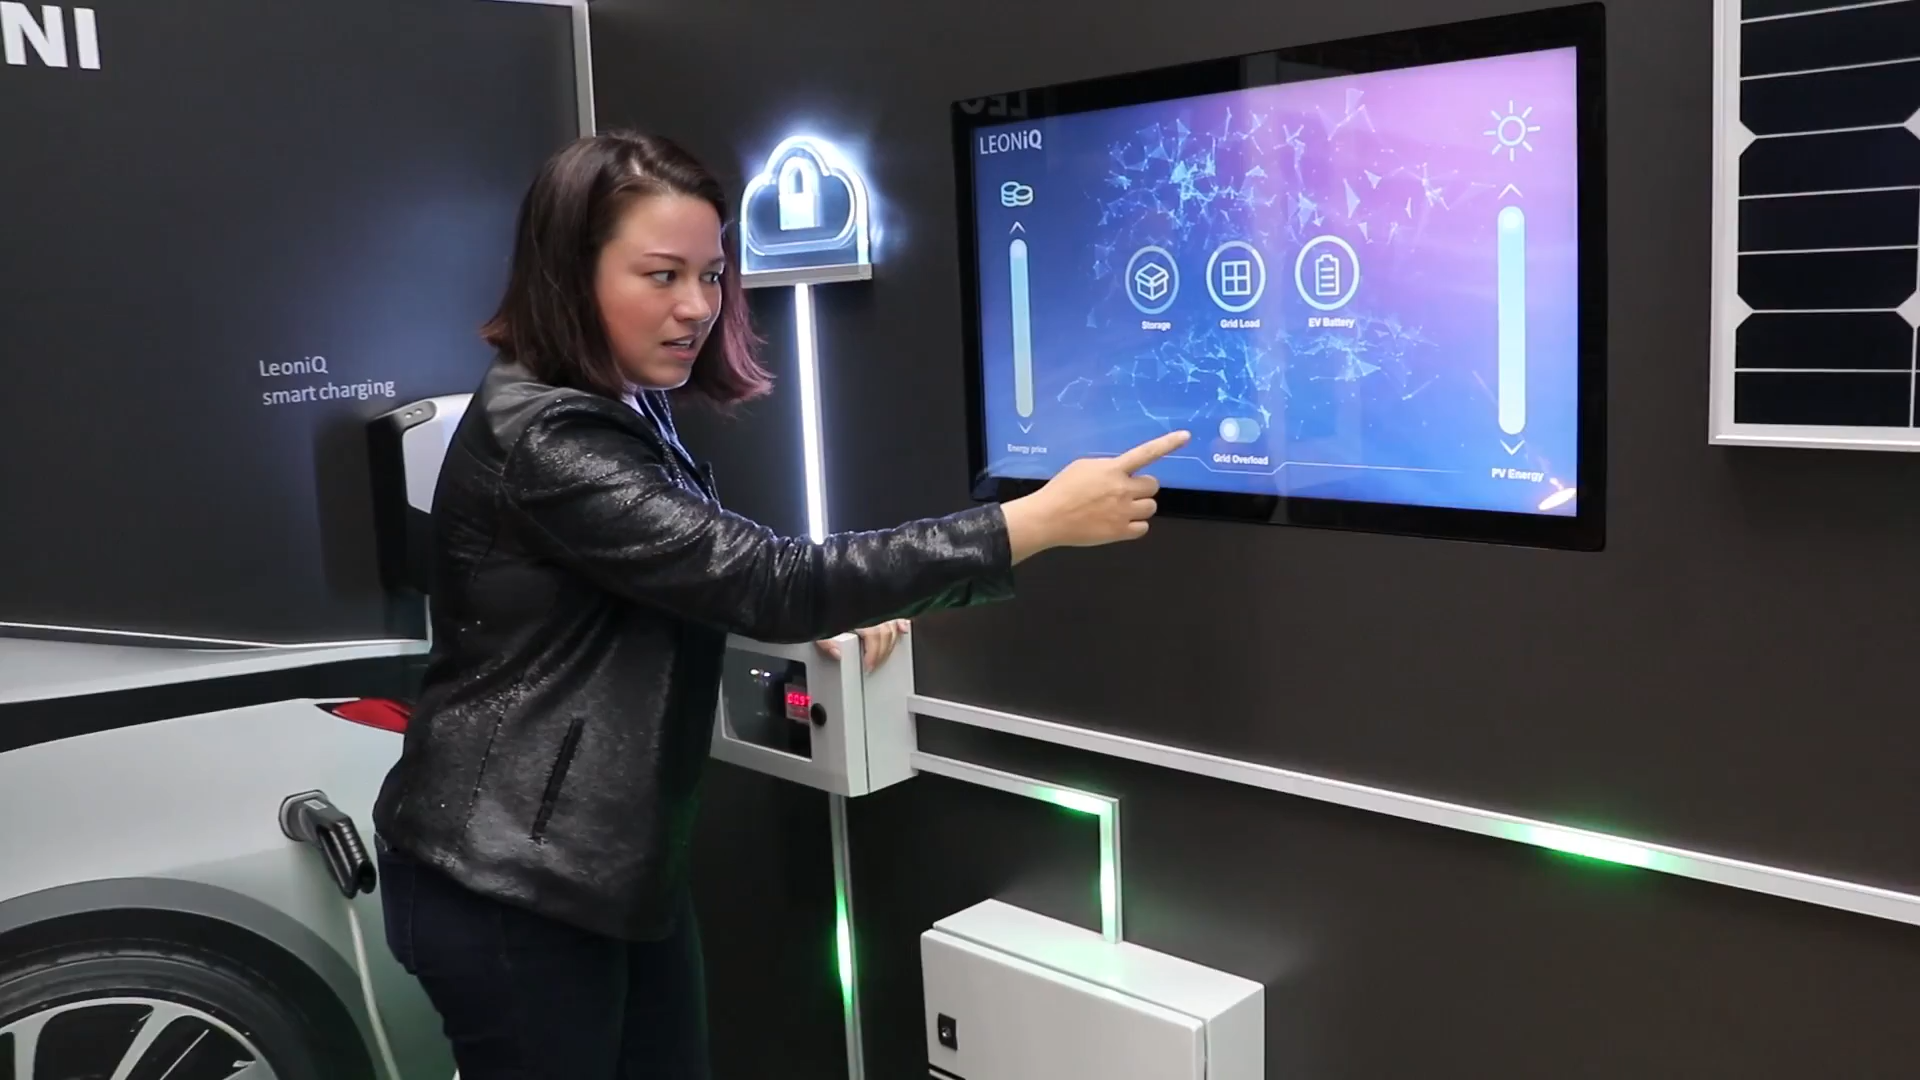 NI
LeoniQ
smart charging
LEONiQ
Storage
Grid Load
EV Battery
Energy price
Grid Overload
PV Energy